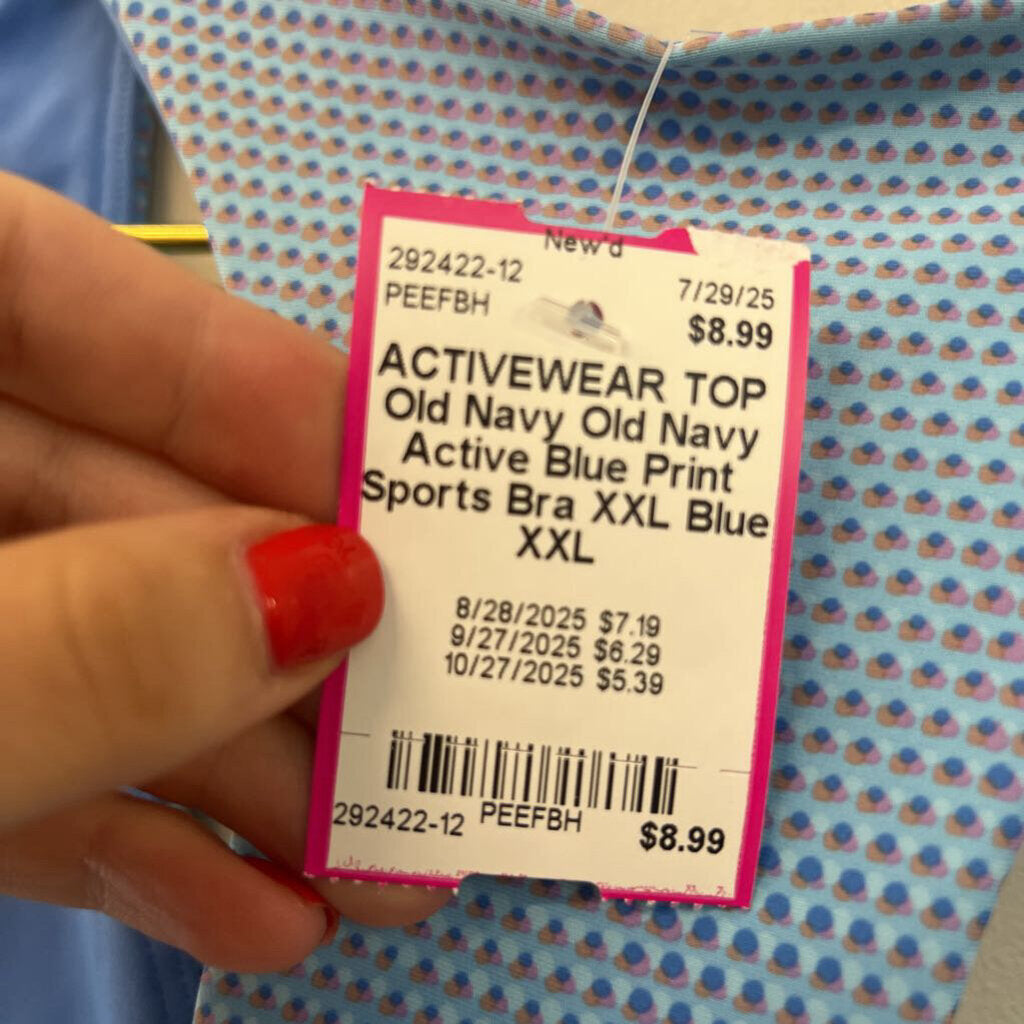 New'd
292422-12
7/29/25
PEEFBH
$8.99
ACTIVEWEAR TOP
Old Navy Old Navy
Active Blue Print
Sports Bra XXL Blue
XXL
8/28/2025 $7.19
9/27/2025 $6.29
10/27/2025 $5.39
292422-12 PEEFBH $8.99